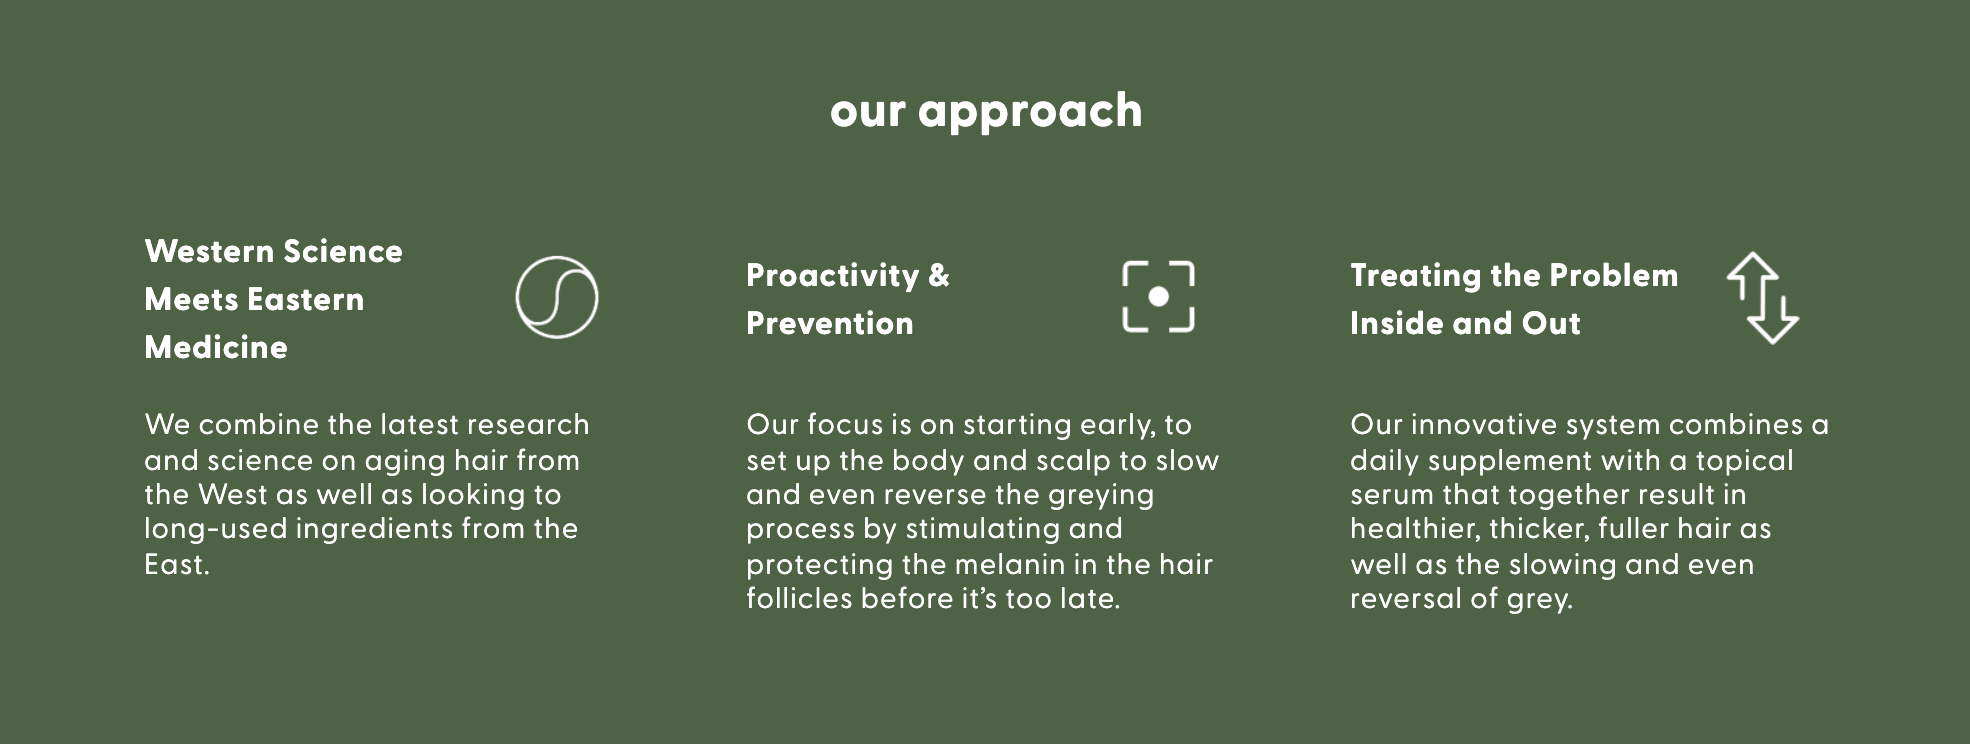 our approach
Western Science
Meets Eastern
Medicine
We combine the latest research
and science on aging hair from
the West as well as looking to
long-used ingredients from the
East.
Proactivity &
Prevention
Our focus is on starting early, to
set up the body and scalp to slow
and even reverse the greying
process by stimulating and
protecting the melanin in the hair
follicles before it’s too late.
Treating the Problem
Inside and Out
Our innovative system combines a
daily supplement with a topical
serum that together result in
healthier, thicker, fuller hair as
well as the slowing and even
reversal of grey.